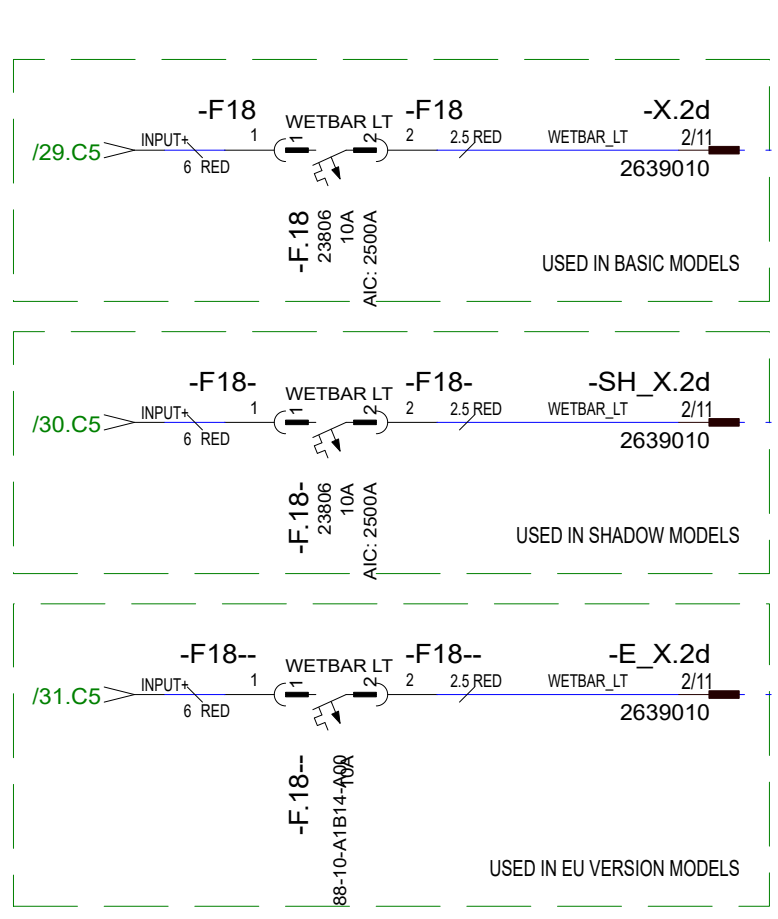 -F18
WETBAR LT
-F18
-X.2d
/29.C5
INPUT+
1
1
2
2
2.5 RED
WETBAR_LT
2/11
6 RED
2639010
-F.18
23806
10A
AIC: 2500A
USED IN BASIC MODELS
-F18-
WETBAR LT
-F18-
-SH_X.2d
/30.C5
INPUT+
1
1
2
2
2.5 RED
WETBAR_LT
2/11
6 RED
2639010
-F.18-
23806
10A
AIC: 2500A
USED IN SHADOW MODELS
-F18--
WETBAR LT
-F18--
-E_X.2d
/31.C5
INPUT+
1
1
2
2
2.5 RED
WETBAR_LT
2/11
6 RED
2639010
-F.18--
88-10-A1B14-A00
10A
USED IN EU VERSION MODELS